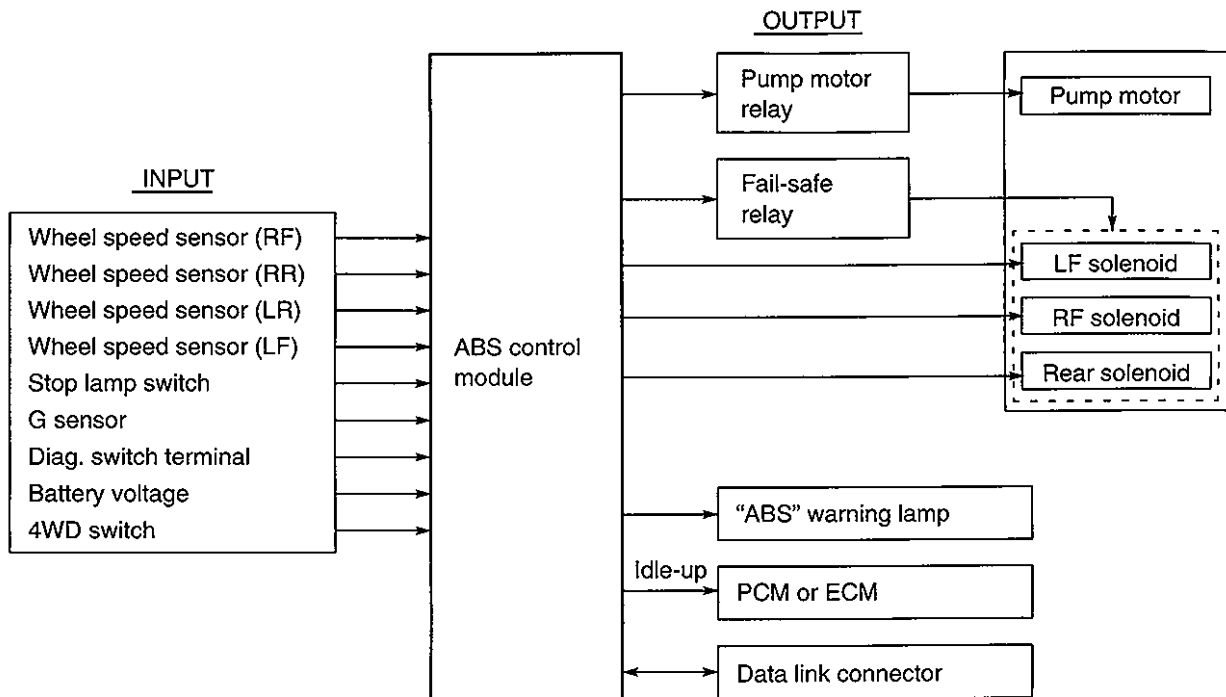 OUTPUT
Pump motor
relay
Pump motor
Fail-safe
relay
INPUT
Wheel speed sensor (RF)
Wheel speed sensor (RR)
Wheel speed sensor (LR)
Wheel speed sensor (LF)
Stop lamp switch
G sensor
Diag. switch terminal
Battery voltage
4WD switch
ABS control
module
LF solenoid
RF solenoid
Rear solenoid
“ABS” warning lamp
Idle-up
PCM or ECM
Data link connector